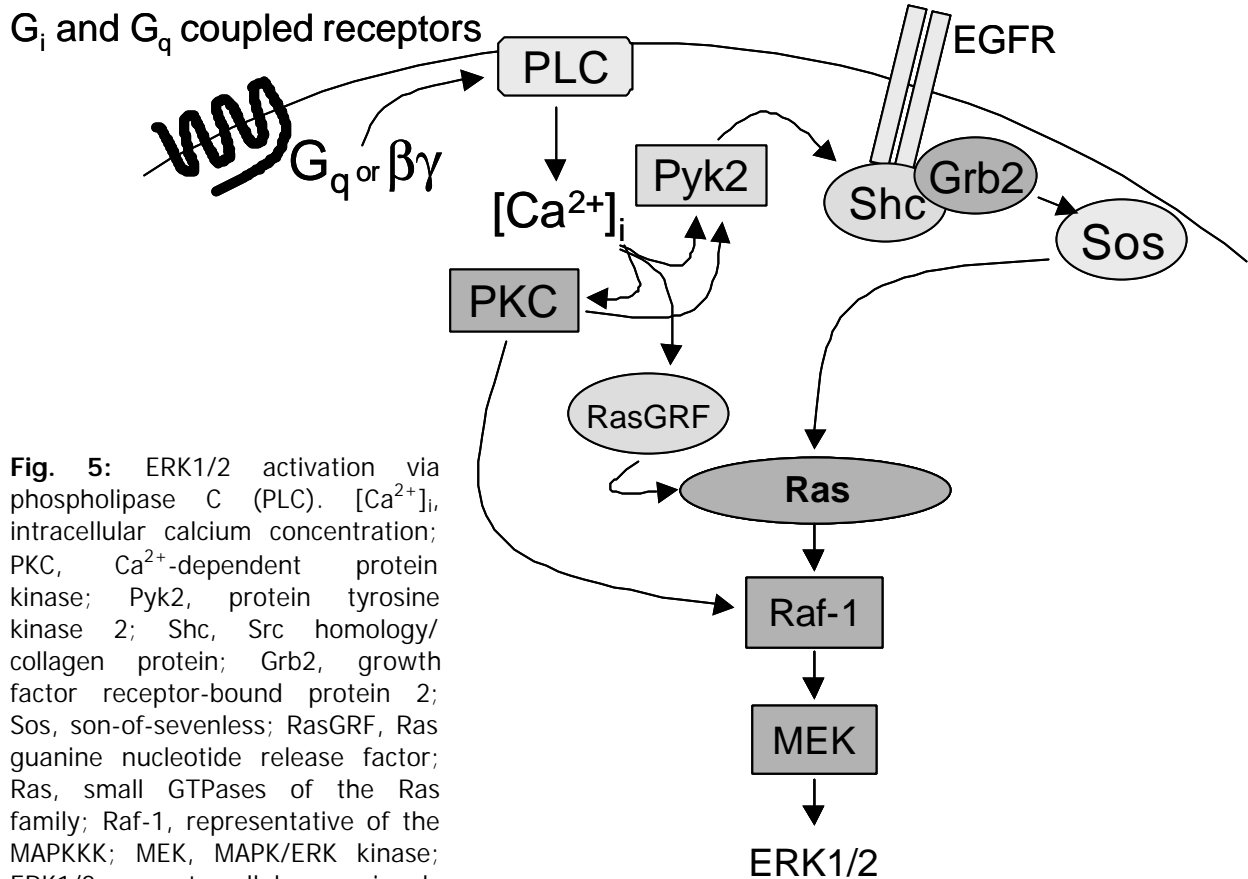 Gi and Gq coupled receptors
PLC
EGFR
Gq or βγ
Pyk2
Shc
Grb2
[Ca2+]i
Sos
PKC
RasGRF
Ras
Raf-1
MEK
ERK1/2
Fig. 5: ERK1/2 activation via
phospholipase C (PLC). [Ca2+]i,
intracellular calcium concentration;
PKC, Ca2+-dependent protein
kinase; Pyk2, protein tyrosine
kinase 2; Shc, Src homology/
collagen protein; Grb2, growth
factor receptor-bound protein 2;
Sos, son-of-sevenless; RasGRF, Ras
guanine nucleotide release factor;
Ras, small GTPases of the Ras
family; Raf-1, representative of the
MAPKKK; MEK, MAPK/ERK kinase;